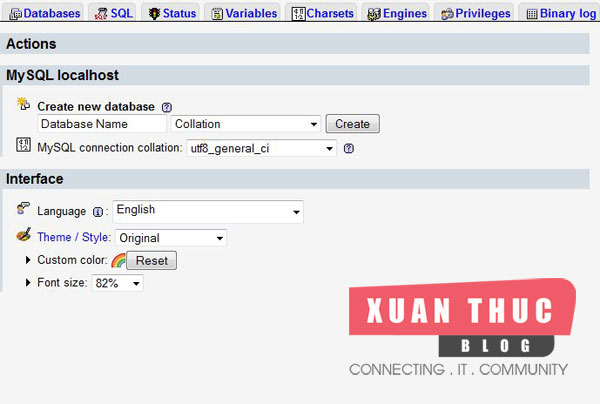 Databases SQL Status Variables Charsets Engines Privileges Binary log
Actions
MySQL localhost
Create new database
Database Name Collation Create
MySQL connection collation: utf8_general_ci
Interface
Language : English
Theme / Style: Original
Custom color: Reset
Font size: 82%
XUAN THUC
BLOG
CONNECTING . IT . COMMUNITY